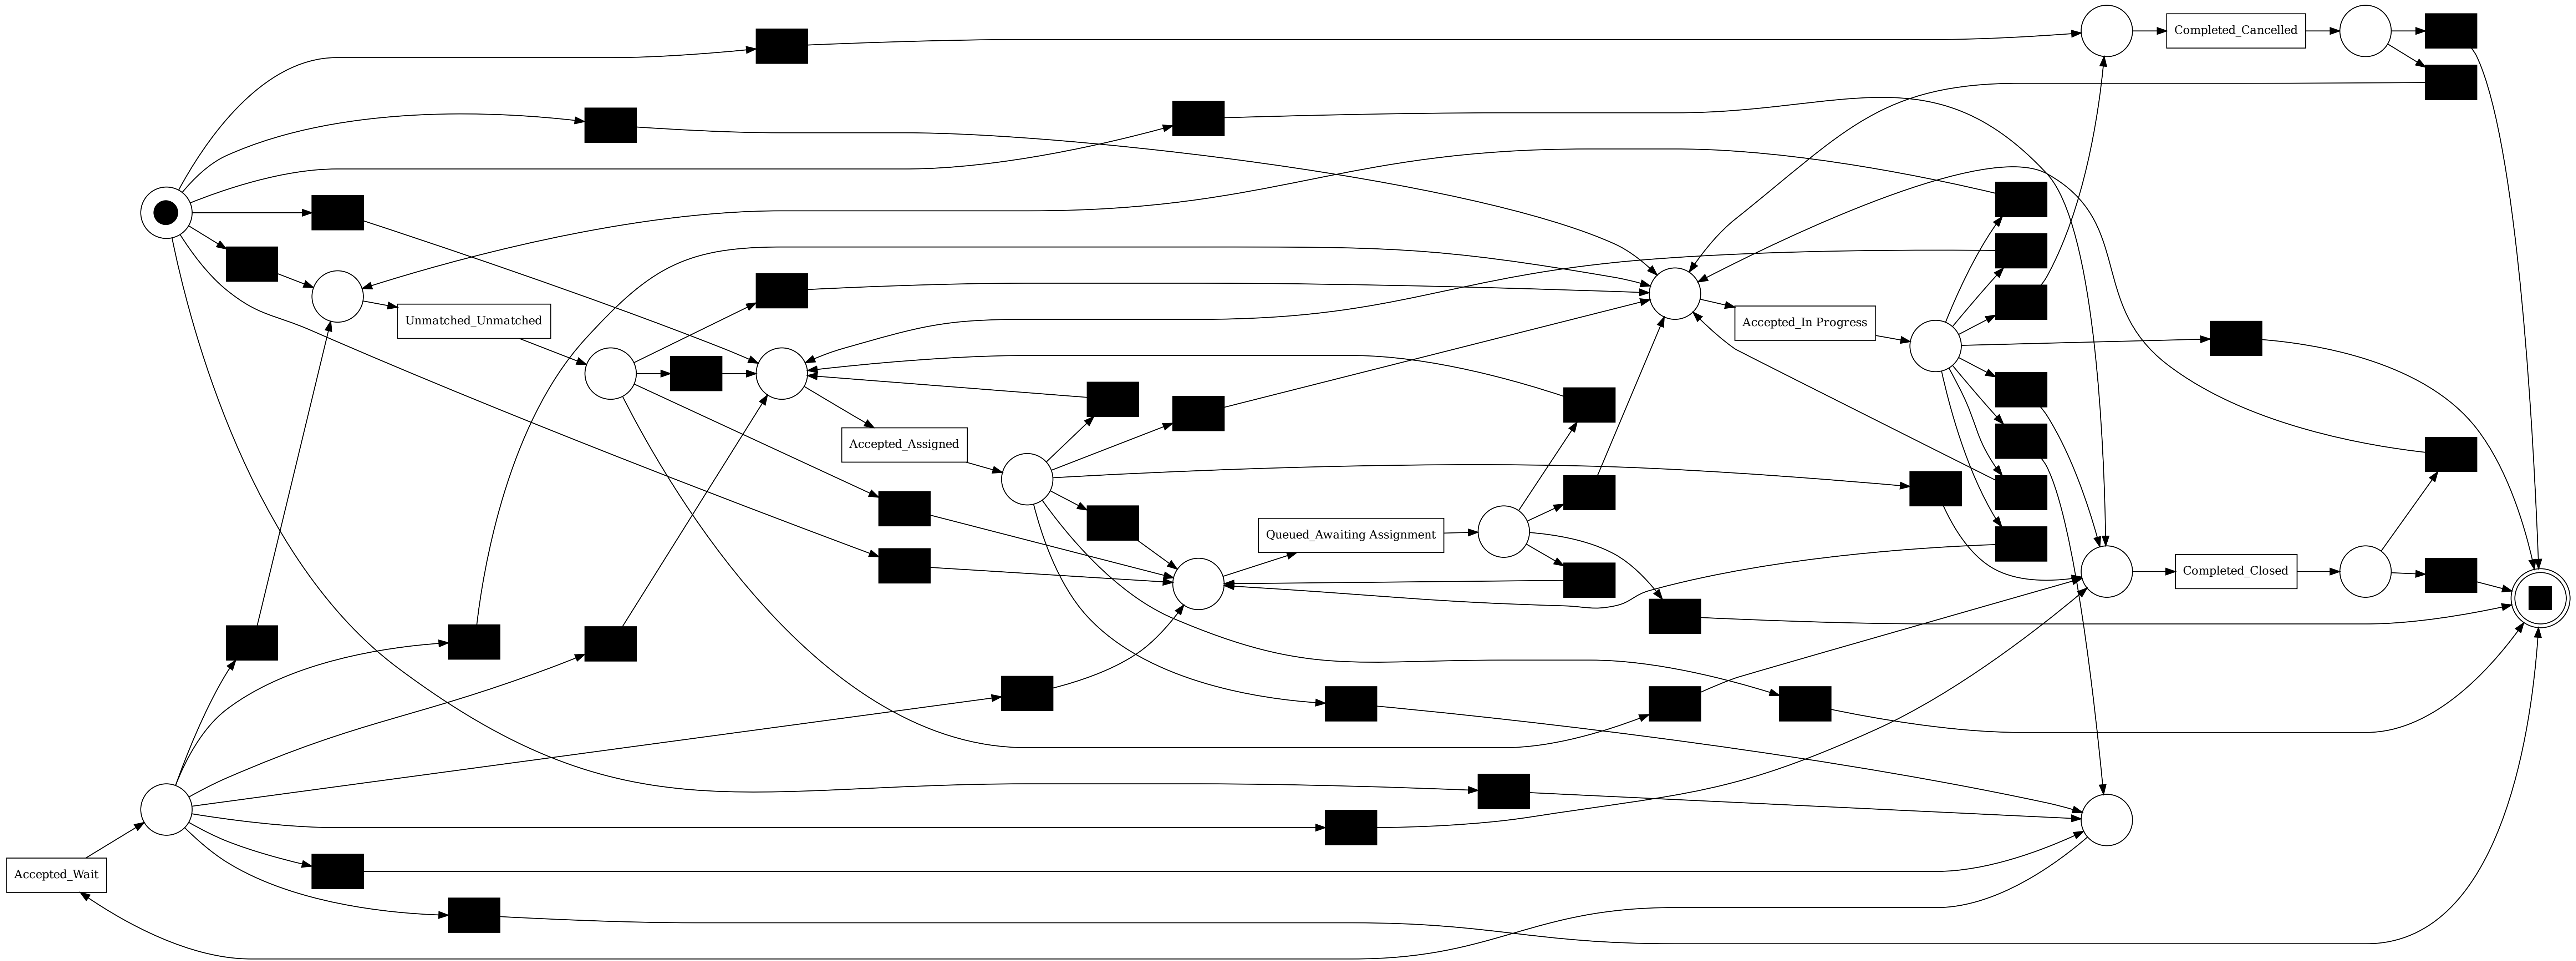 Completed_Cancelled
Unmatched_Unmatched
Accepted_In Progress
Accepted_Assigned
Queued_Awaiting Assignment
Completed_Closed
Accepted_Wait